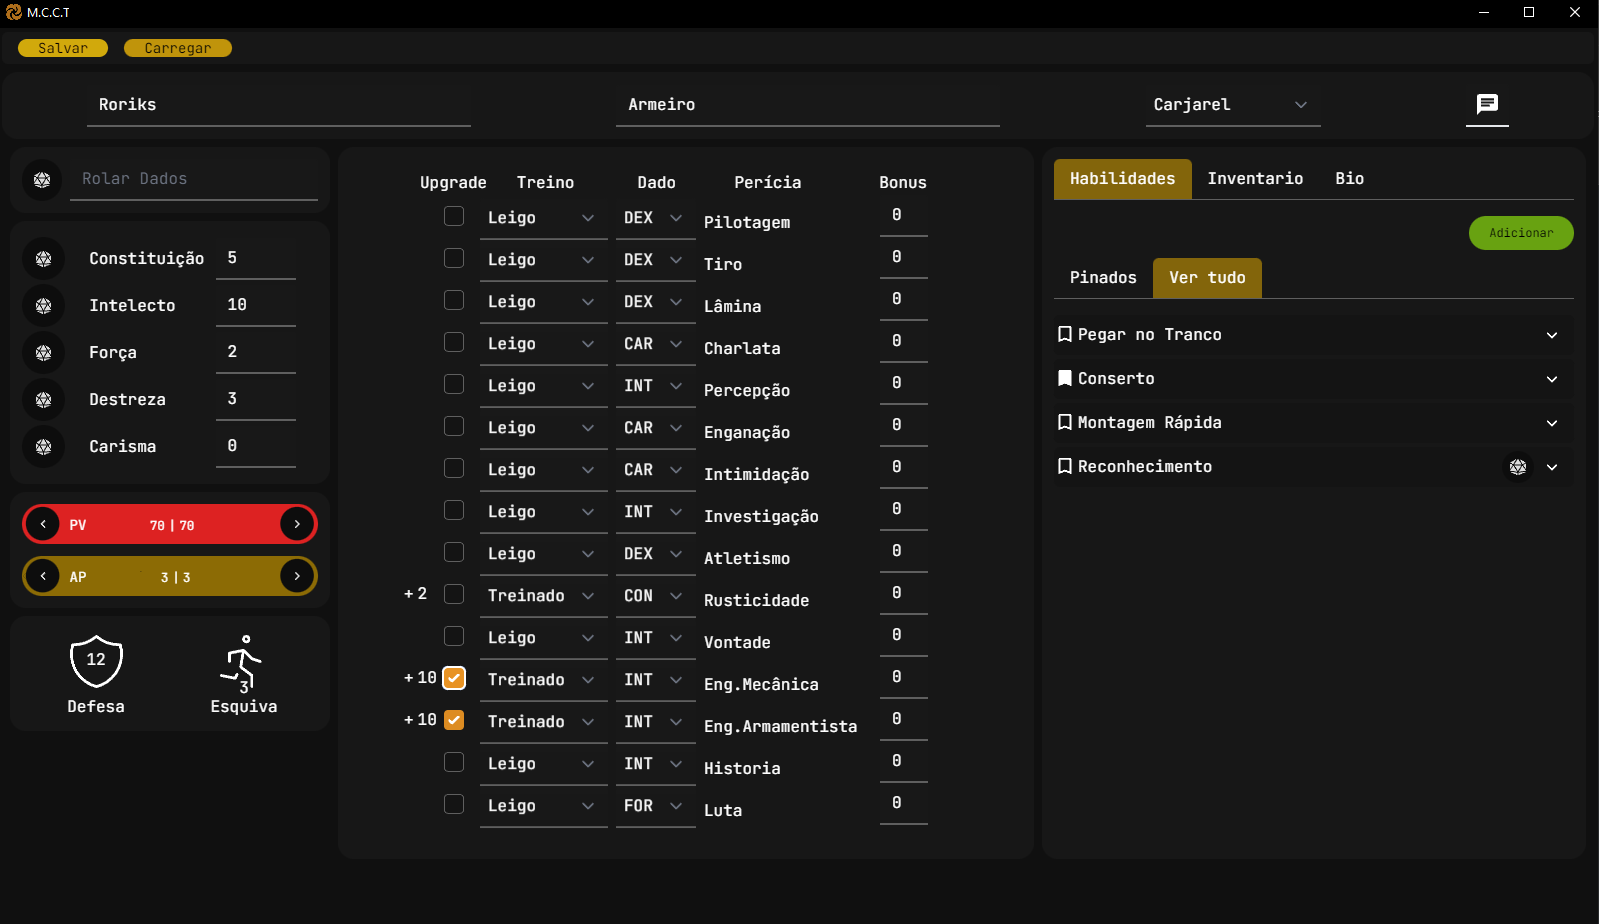 M.C.C.T
Salvar Carregar
Roriks Armeiro Carjarel
Rolar Dados
Constituição 5
Intelecto 10
Força 2
Destreza 3
Carisma 0
PV 70 | 70
AP 3 | 3
12 3
Defesa Esquiva
Upgrade Treino Dado Perícia Bonus
Leigo DEX Pilotagem 0
Leigo DEX Tiro 0
Leigo DEX Lâmina 0
Leigo CAR Charlata 0
Leigo INT Percepção 0
Leigo CAR Enganação 0
Leigo CAR Intimidação 0
Leigo INT Investigação 0
Leigo DEX Atletismo 0
+ 2 Treinado CON Rusticidade 0
Leigo INT Vontade 0
+ 10 Treinado INT Eng.Mecânica 0
+ 10 Treinado INT Eng.Armamentista 0
Leigo INT Historia 0
Leigo FOR Luta 0
Habilidades Inventario Bio
Adicionar
Pinados Ver tudo
Pegar no Tranco
Conserto
Montagem Rápida
Reconhecimento